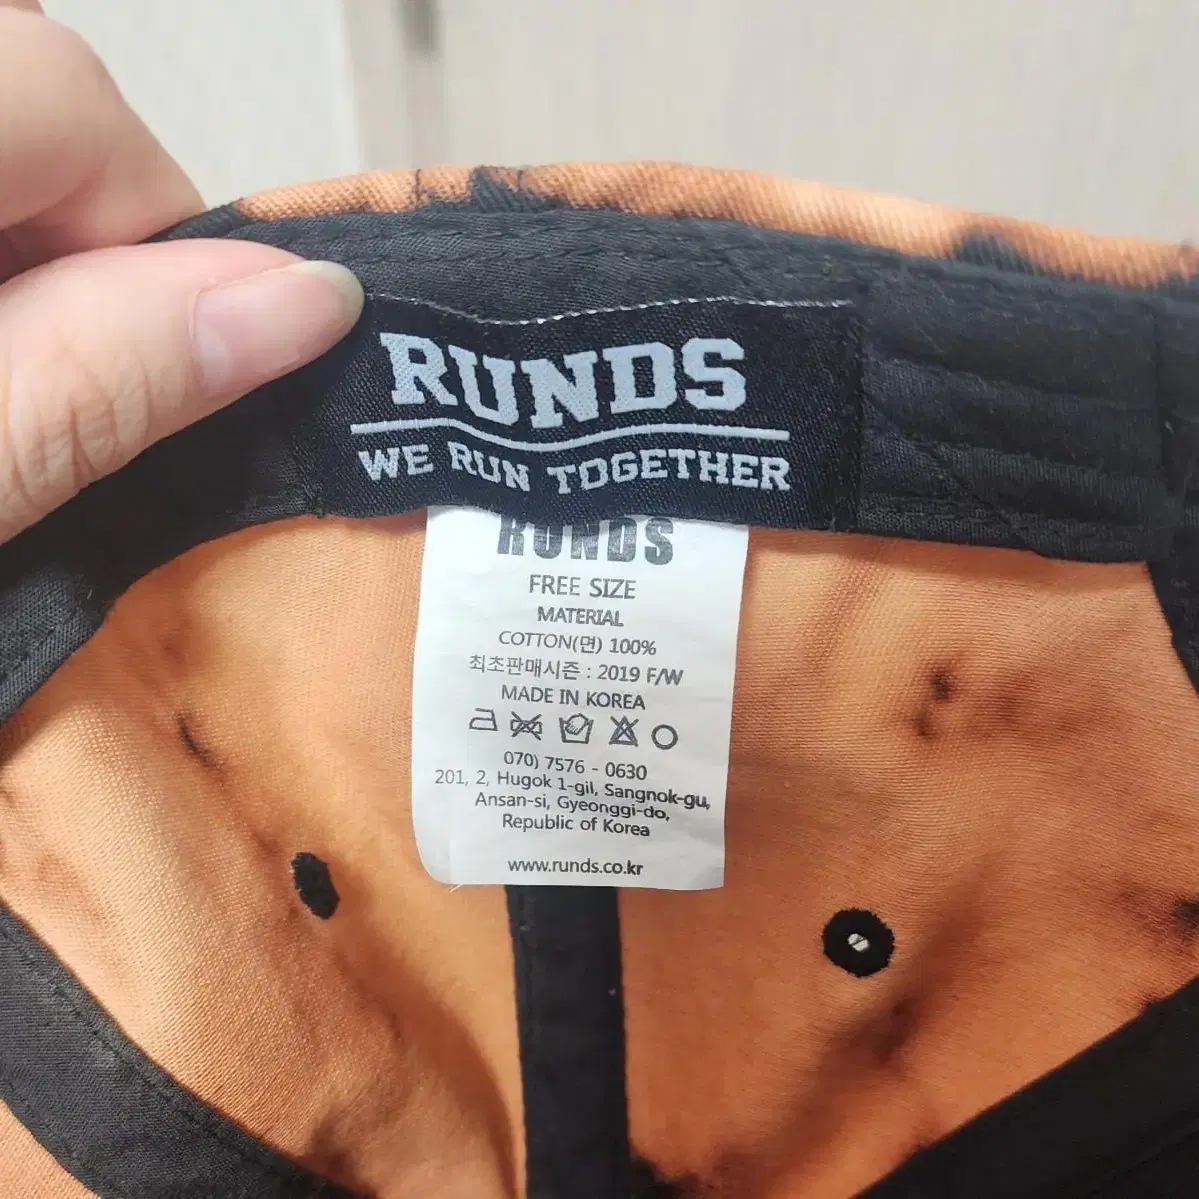 RUNDS
WE RUN TOGETHER
RUNDS
FREE SIZE
MATERIAL
COTTON(면) 100%
최초판매시즌 : 2019 F/W
MADE IN KOREA
070) 7576 - 0630
201, 2, Hugok 1-gil, Sangnok-gu,
Ansan-si, Gyeonggi-do,
Republic of Korea
www.runds.co.kr